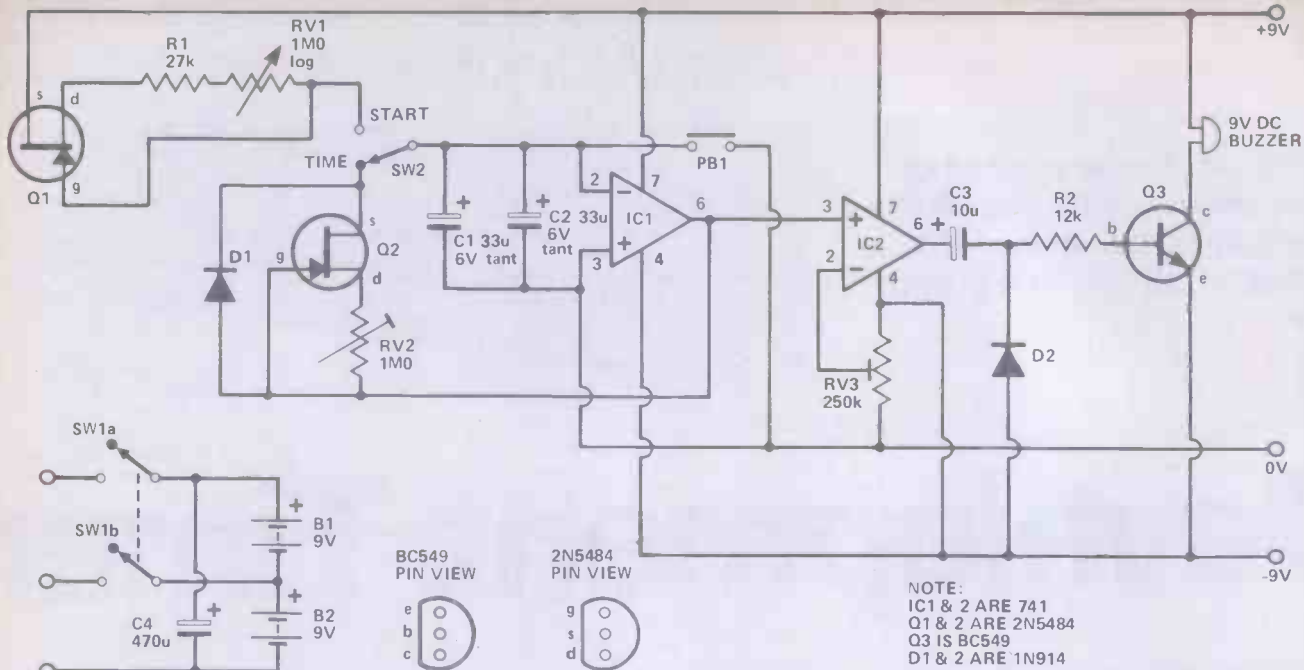 R1
27k
RV1
1M0
log
s
d
g
Q1
START
TIME
SW2
D1
g
s
d
Q2
RV2
1M0
+
C1 33u
6V tant
+
C2 33u
6V
tant
2
−
3
+
IC1
7
6
4
PB1
3
+
2
−
IC2
7
6
4
+
C3
10u
R2
12k
b
Q3
c
e
9V DC
BUZZER
+9V
RV3
250k
D2
0V
-9V
SW1a
SW1b
+
B1
9V
+
B2
9V
C4
470u
+
BC549
PIN VIEW
e
b
c
2N5484
PIN VIEW
g
s
d
NOTE:
IC1 & 2 ARE 741
Q1 & 2 ARE 2N5484
Q3 IS BC549
D1 & 2 ARE 1N914